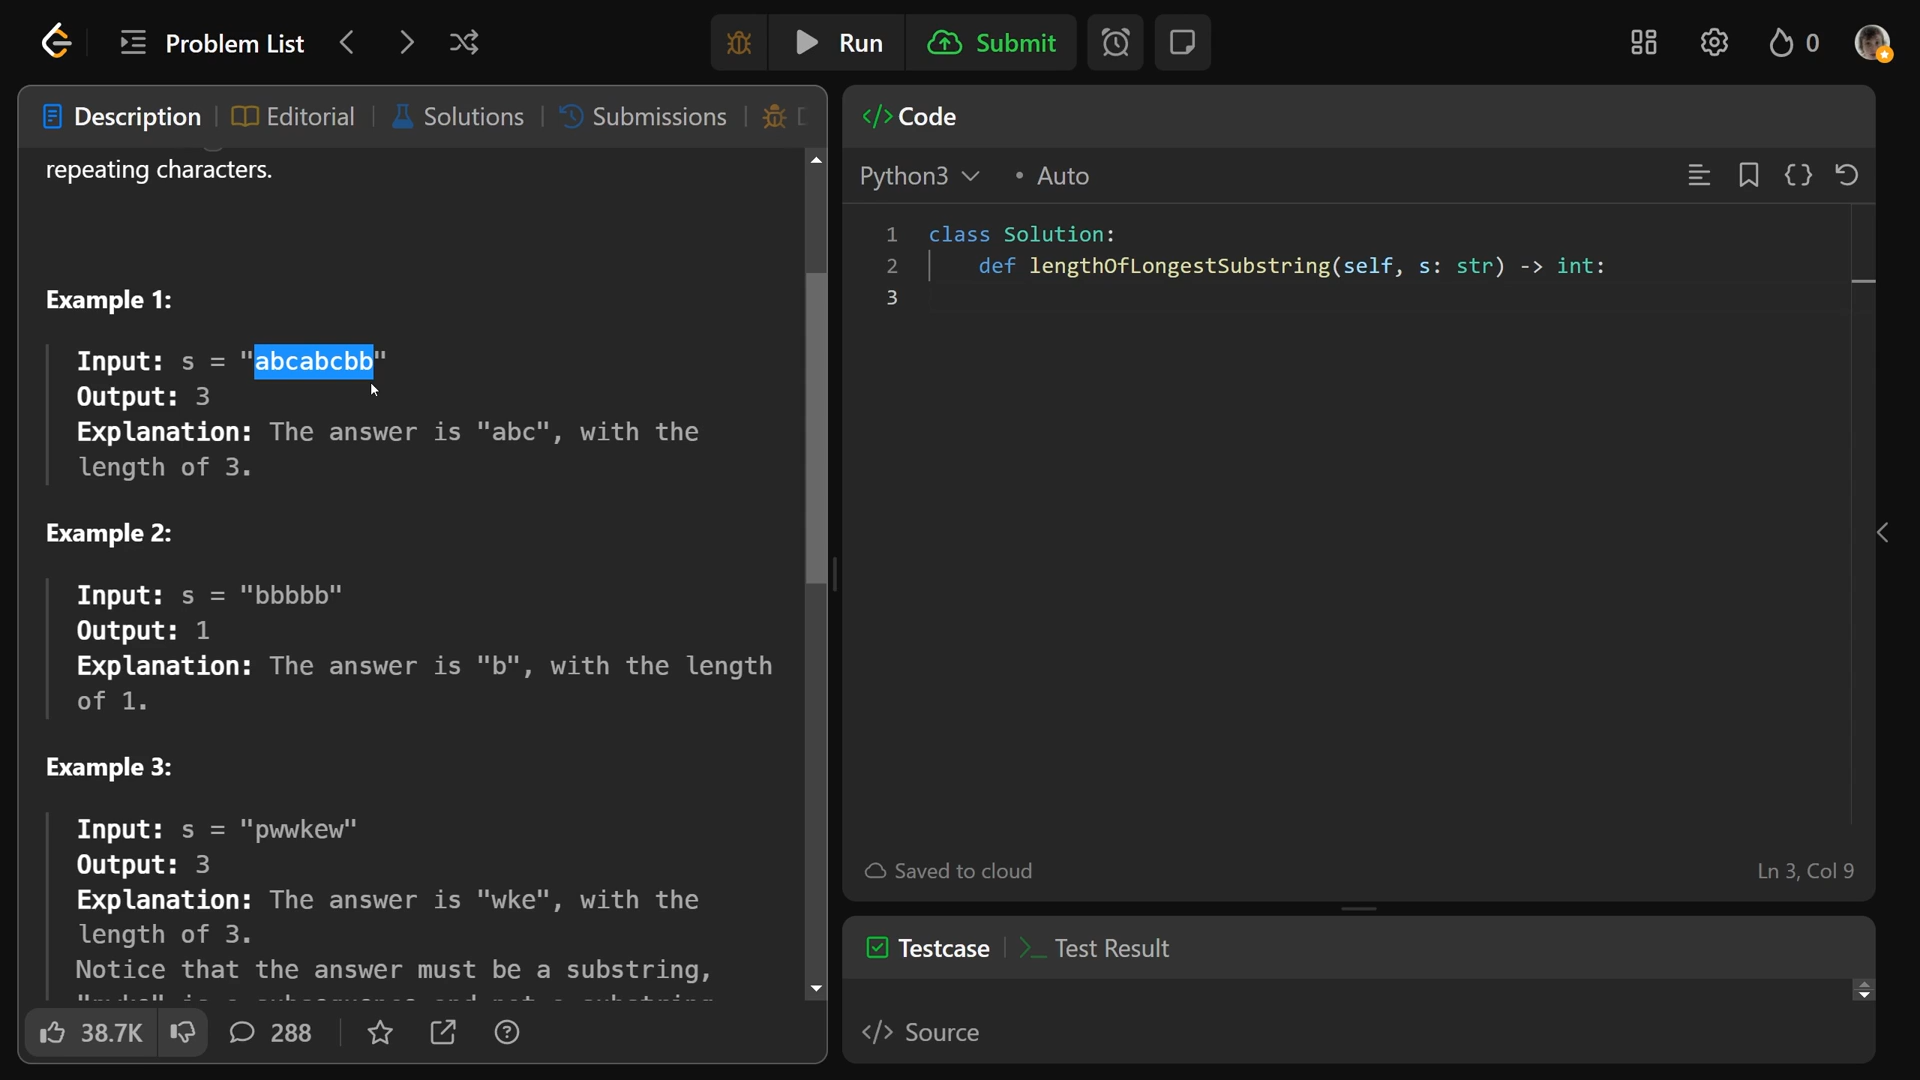 Problem List
Run
Submit
0
Description
Editorial
Solutions
Submissions
repeating characters.
Example 1:
Input: s = "abcabcbb"
Output: 3
Explanation: The answer is "abc", with the
length of 3.
Example 2:
Input: s = "bbbbb"
Output: 1
Explanation: The answer is "b", with the length
of 1.
Example 3:
Input: s = "pwwkew"
Output: 3
Explanation: The answer is "wke", with the
length of 3.
Notice that the answer must be a substring,
38.7K
288
</> Code
Python3 • Auto
1 class Solution:
2 def lengthOfLongestSubstring(self, s: str) -> int:
3
Saved to cloud
Ln 3, Col 9
Testcase
>_ Test Result
</> Source